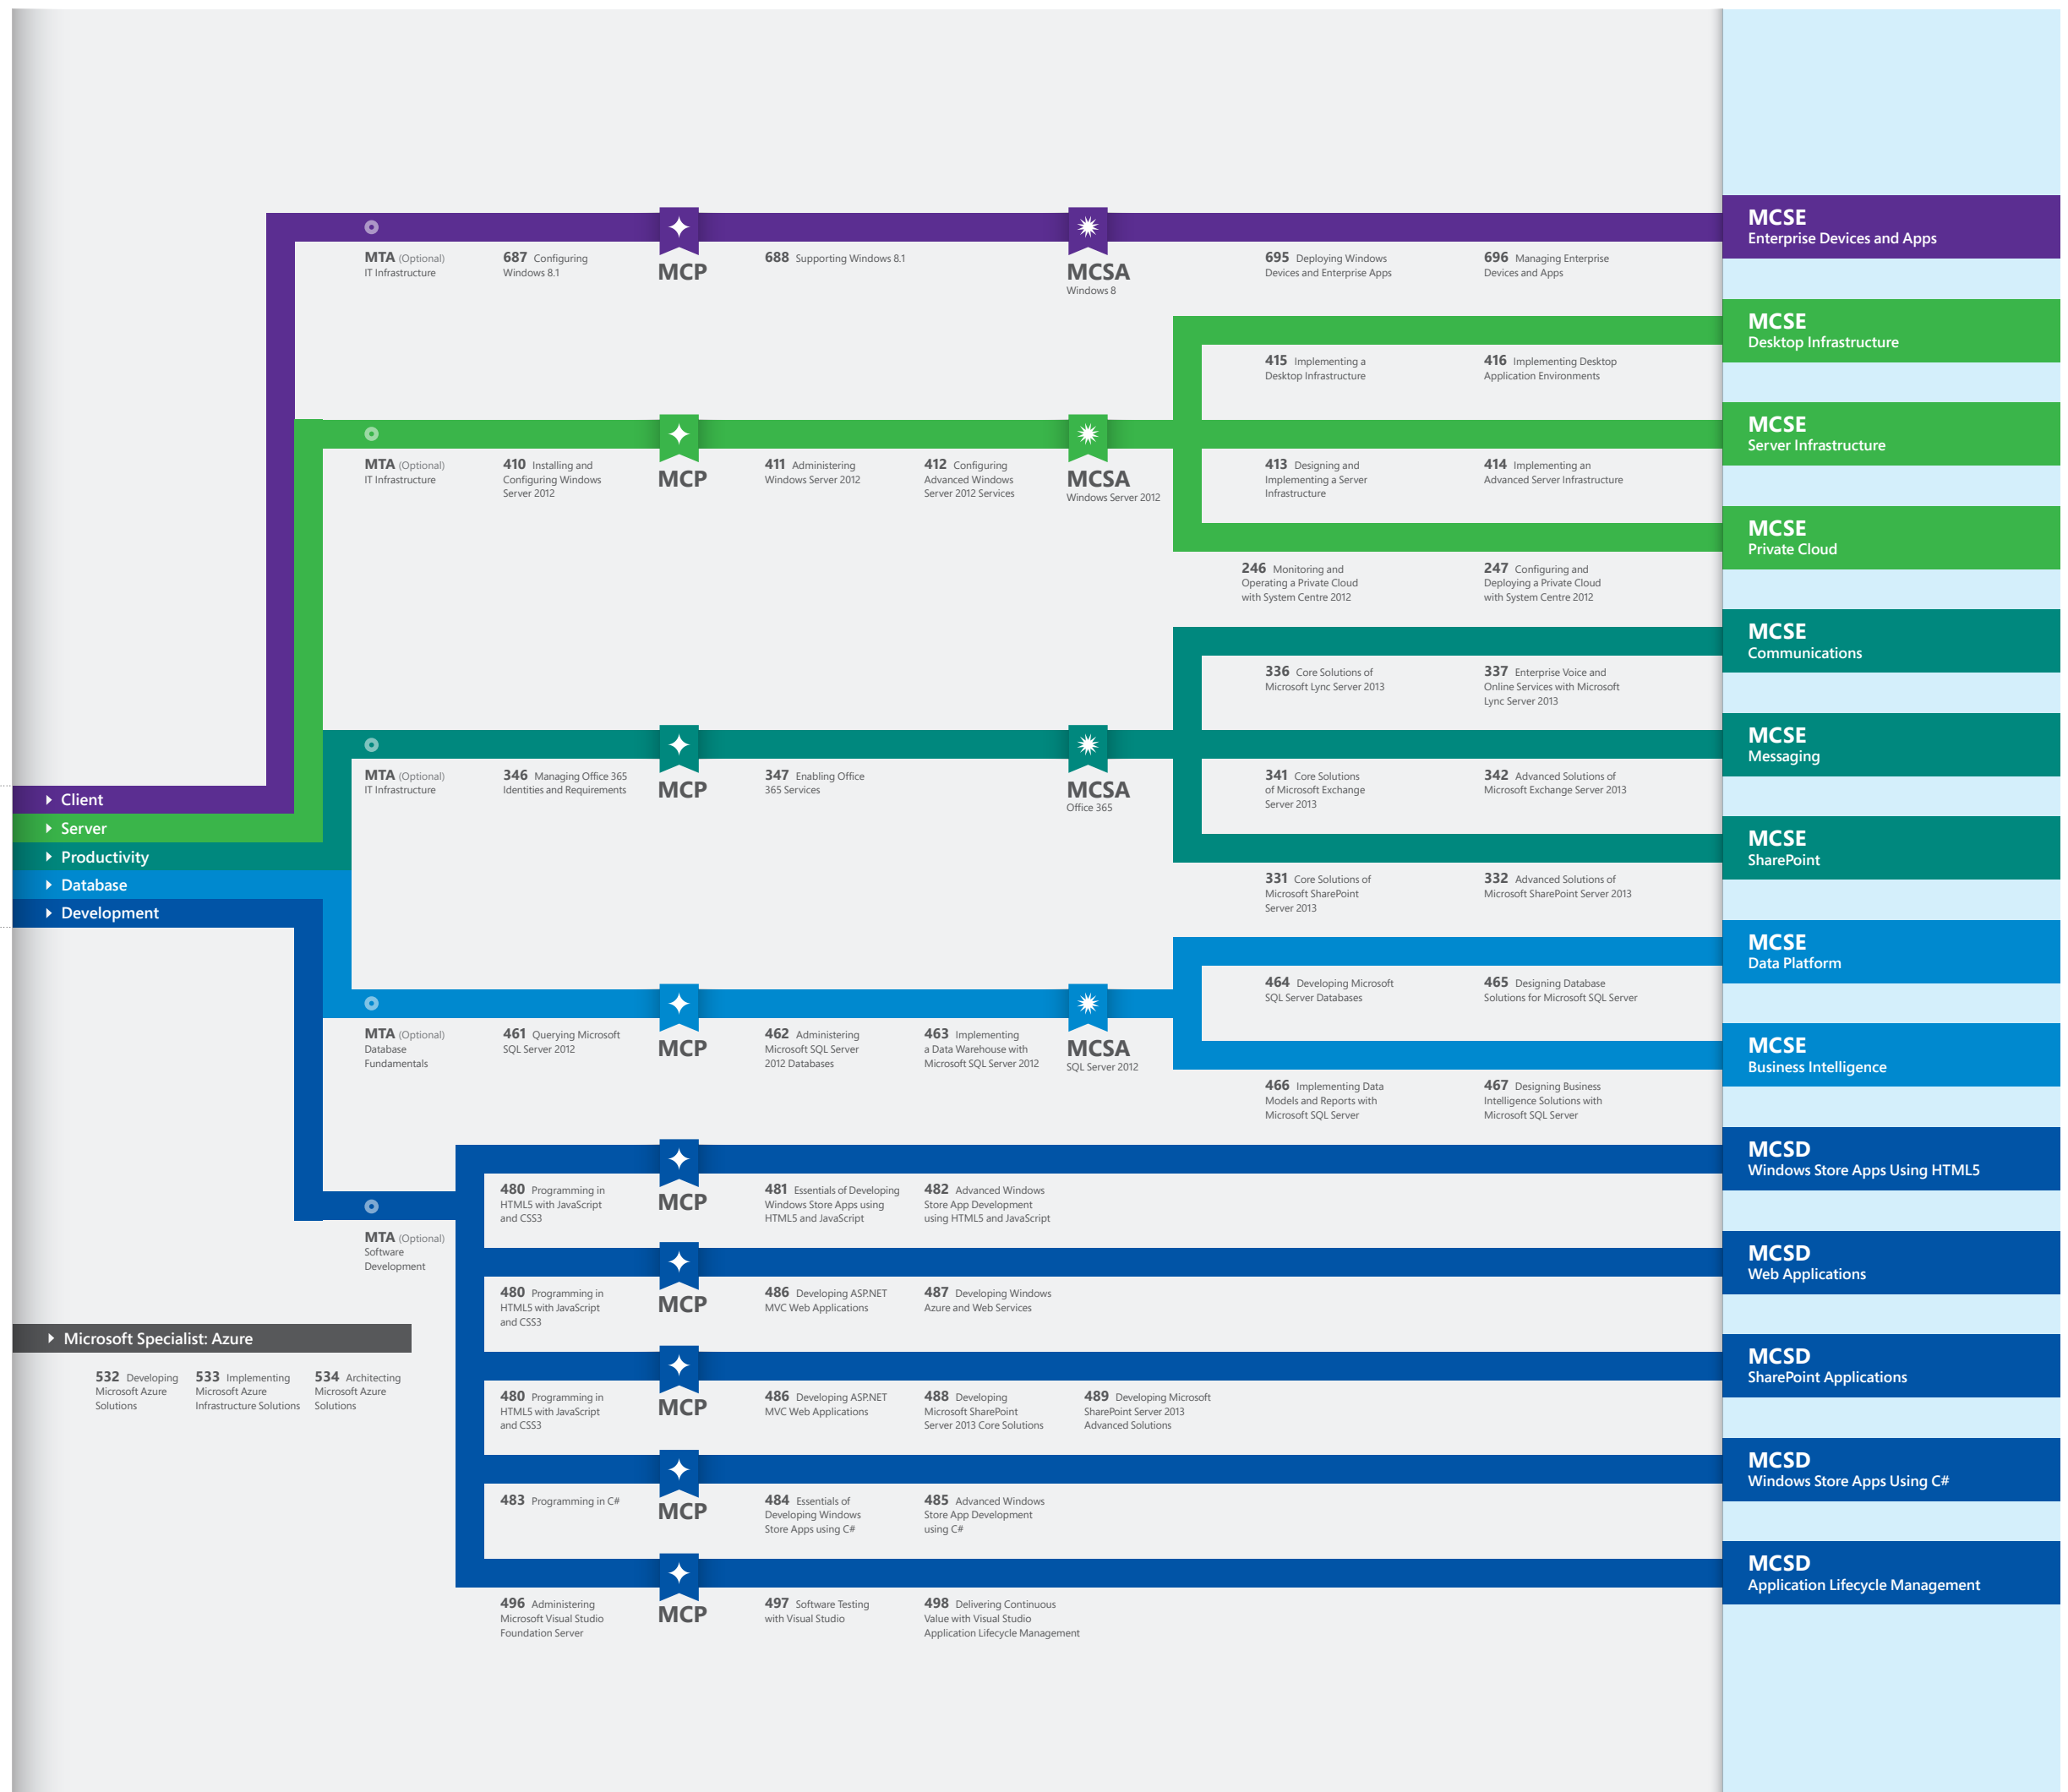 MCSE
Enterprise Devices and Apps
MTA (Optional)
IT Infrastructure
687 Configuring
Windows 8.1
MCP
688 Supporting Windows 8.1
MCSA
Windows 8
695 Deploying Windows
Devices and Enterprise Apps
696 Managing Enterprise
Devices and Apps
MCSE
Desktop Infrastructure
415 Implementing a
Desktop Infrastructure
416 Implementing Desktop
Application Environments
MCSE
Server Infrastructure
MTA (Optional)
IT Infrastructure
410 Installing and
Configuring Windows
Server 2012
MCP
411 Administering
Windows Server 2012
412 Configuring
Advanced Windows
Server 2012 Services
MCSA
Windows Server 2012
413 Designing and
Implementing a Server
Infrastructure
414 Implementing an
Advanced Server Infrastructure
MCSE
Private Cloud
246 Monitoring and
Operating a Private Cloud
with System Centre 2012
247 Configuring and
Deploying a Private Cloud
with System Centre 2012
MCSE
Communications
336 Core Solutions of
Microsoft Lync Server 2013
337 Enterprise Voice and
Online Services with Microsoft
Lync Server 2013
MCSE
Messaging
MTA (Optional)
IT Infrastructure
346 Managing Office 365
Identities and Requirements
MCP
347 Enabling Office
365 Services
MCSA
Office 365
341 Core Solutions
of Microsoft Exchange
Server 2013
342 Advanced Solutions of
Microsoft Exchange Server 2013
Client
Server
Productivity
Database
Development
MCSE
SharePoint
331 Core Solutions of
Microsoft SharePoint
Server 2013
332 Advanced Solutions of
Microsoft SharePoint Server 2013
MCSE
Data Platform
464 Developing Microsoft
SQL Server Databases
465 Designing Database
Solutions for Microsoft SQL Server
MTA (Optional)
Database
Fundamentals
461 Querying Microsoft
SQL Server 2012
MCP
462 Administering
Microsoft SQL Server
2012 Databases
463 Implementing
a Data Warehouse with
Microsoft SQL Server 2012
MCSA
SQL Server 2012
MCSE
Business Intelligence
466 Implementing Data
Models and Reports with
Microsoft SQL Server
467 Designing Business
Intelligence Solutions with
Microsoft SQL Server
MCSD
Windows Store Apps Using HTML5
MTA (Optional)
Software
Development
480 Programming in
HTML5 with JavaScript
and CSS3
MCP
481 Essentials of Developing
Windows Store Apps using
HTML5 and JavaScript
482 Advanced Windows
Store App Development
using HTML5 and JavaScript
MCSD
Web Applications
480 Programming in
HTML5 with JavaScript
and CSS3
MCP
486 Developing ASP.NET
MVC Web Applications
487 Developing Windows
Azure and Web Services
Microsoft Specialist: Azure
532 Developing
Microsoft Azure
Solutions
533 Implementing
Microsoft Azure
Infrastructure Solutions
534 Architecting
Microsoft Azure
Solutions
MCSD
SharePoint Applications
480 Programming in
HTML5 with JavaScript
and CSS3
MCP
486 Developing ASP.NET
MVC Web Applications
488 Developing
Microsoft SharePoint
Server 2013 Core Solutions
489 Developing Microsoft
SharePoint Server 2013
Advanced Solutions
MCSD
Windows Store Apps Using C#
483 Programming in C#
MCP
484 Essentials of
Developing Windows
Store Apps using C#
485 Advanced Windows
Store App Development
using C#
MCSD
Application Lifecycle Management
496 Administering
Microsoft Visual Studio
Foundation Server
MCP
497 Software Testing
with Visual Studio
498 Delivering Continuous
Value with Visual Studio
Application Lifecycle Management